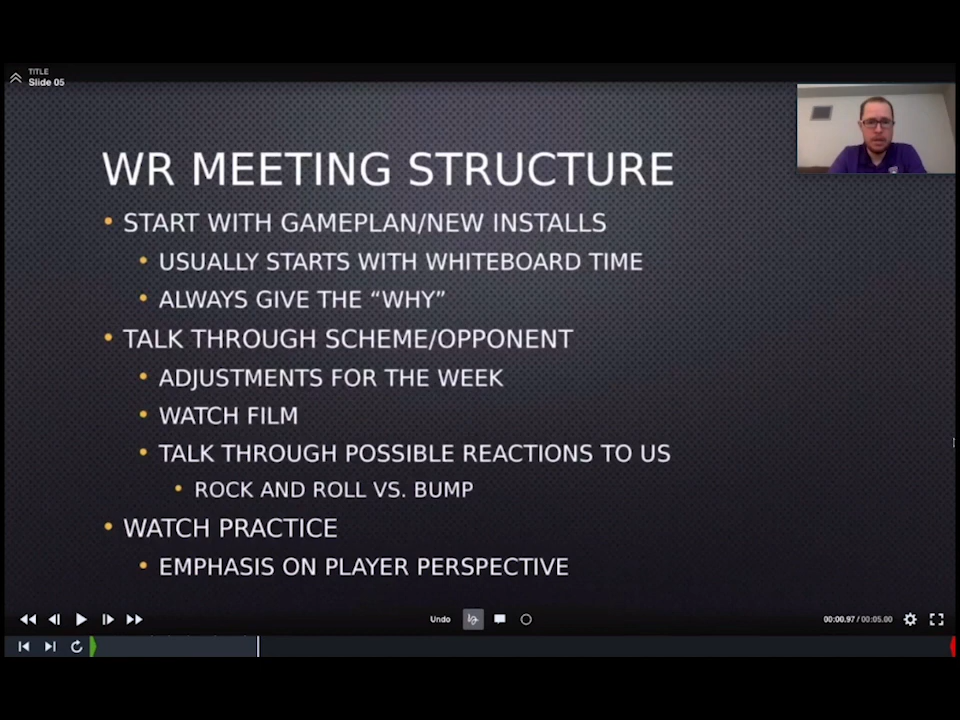 TITLE
Slide 05
WR MEETING STRUCTURE
START WITH GAMEPLAN/NEW INSTALLS
USUALLY STARTS WITH WHITEBOARD TIME
ALWAYS GIVE THE “WHY”
TALK THROUGH SCHEME/OPPONENT
ADJUSTMENTS FOR THE WEEK
WATCH FILM
TALK THROUGH POSSIBLE REACTIONS TO US
ROCK AND ROLL VS. BUMP
WATCH PRACTICE
EMPHASIS ON PLAYER PERSPECTIVE
Undo
00:00.97 / 00:05.00